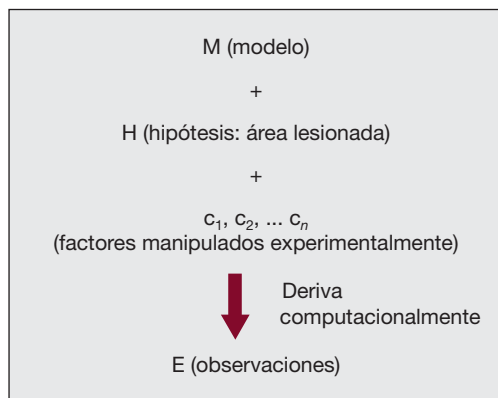 M (modelo)
+
H (hipótesis: área lesionada)
+
c1, c2, ... cn
(factores manipulados experimentalmente)
Deriva
computacionalmente
E (observaciones)